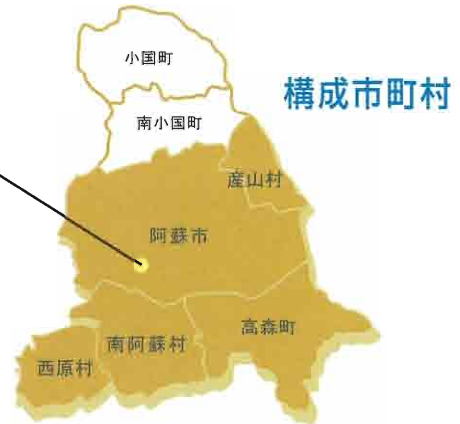 小国町
構成市町村
南小国町
産山村
阿蘇市
高森町
南阿蘇村
西原村